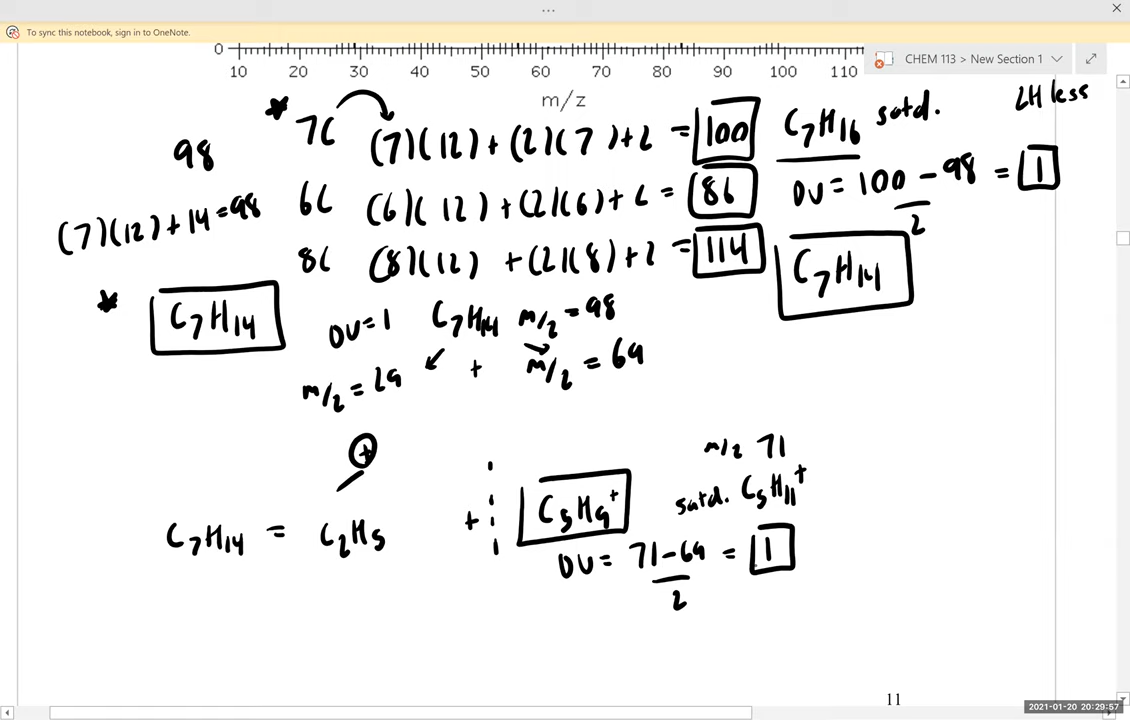 To sync this notebook, sign in to OneNote.
0
10 20 30 40 50 60 70 80 90 100 110
m/z
CHEM 113 > New Section 1
2H less
* 7C (7)(12)+(2)(7)+2 = 100 C7H16 satd.
98
6C (6)(12)+(2)(6)+2 = 86 OU = 100-98 = 1
2
(7)(12)+14=98
8C (8)(12)+(2)(8)+2 = 114 C7H14
* C7H14
OU=1 C7H14 m/z = 98
m/z = 29 + m/z = 69
+
m/z 71
satd. C5H11+
C7H14 = C2H5 + C5H9+
OU = 71-69 = 1
2
11
2021-01-20 20:29:57